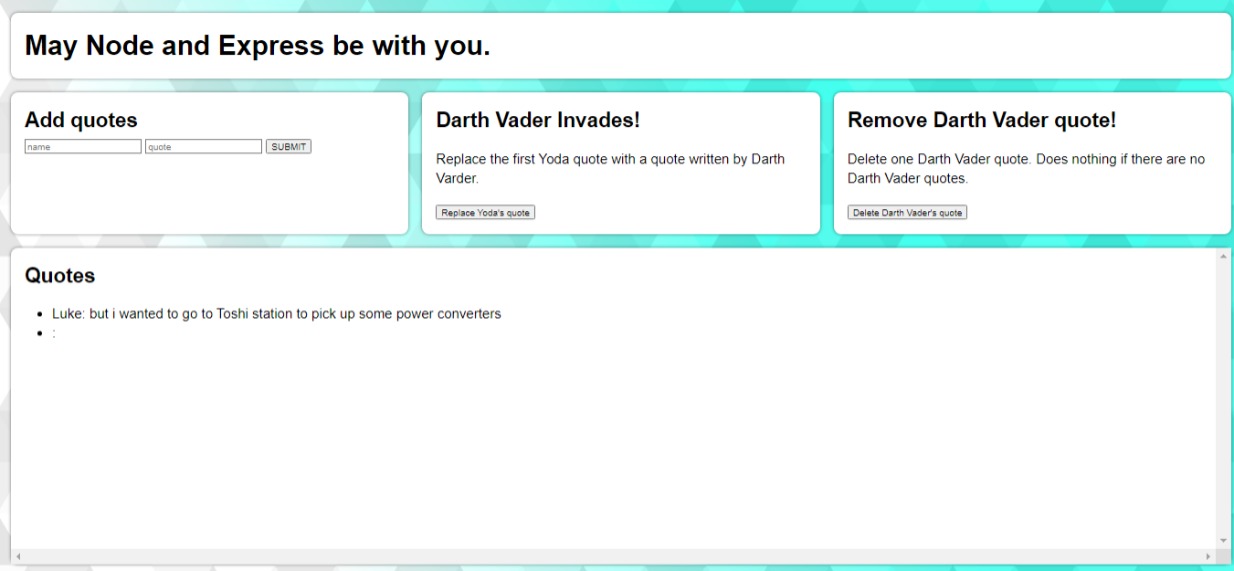 May Node and Express be with you.
Add quotes
name quote SUBMIT
Darth Vader Invades!
Replace the first Yoda quote with a quote written by Darth
Varder.
Replace Yoda's quote
Remove Darth Vader quote!
Delete one Darth Vader quote. Does nothing if there are no
Darth Vader quotes.
Delete Darth Vader's quote
Quotes
• Luke: but i wanted to go to Toshi station to pick up some power converters
• :